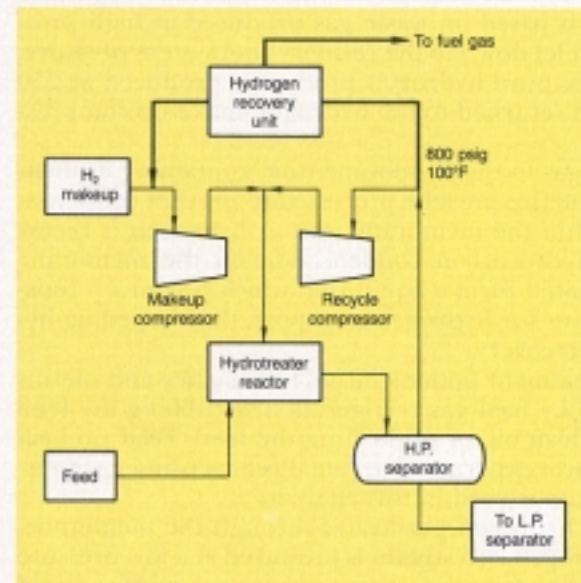 To fuel gas
Hydrogen
recovery
unit
800 psig
100°F
H₂
makeup
Makeup
compressor
Recycle
compressor
Hydrotreater
reactor
H.P.
separator
Feed
To L.P.
separator